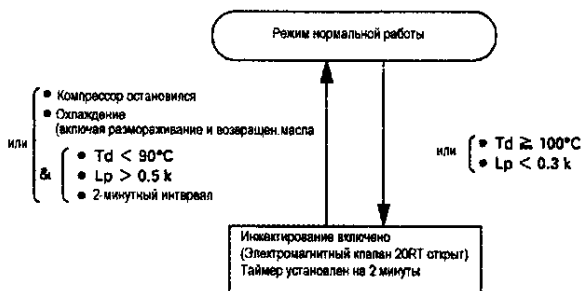 Режим нормальной работы
● Компрессор остановился
● Охлаждение
(включая размораживание и возвращен.масла
или
& ● Td < 90°C
● Lp > 0.5 k
● 2-минутный интервал
или ● Td ≧ 100°C
● Lp < 0.3 k
Инжектирование включено
(Электромагнитный клапан 20RT открыт)
Таймер установлен на 2 минуты